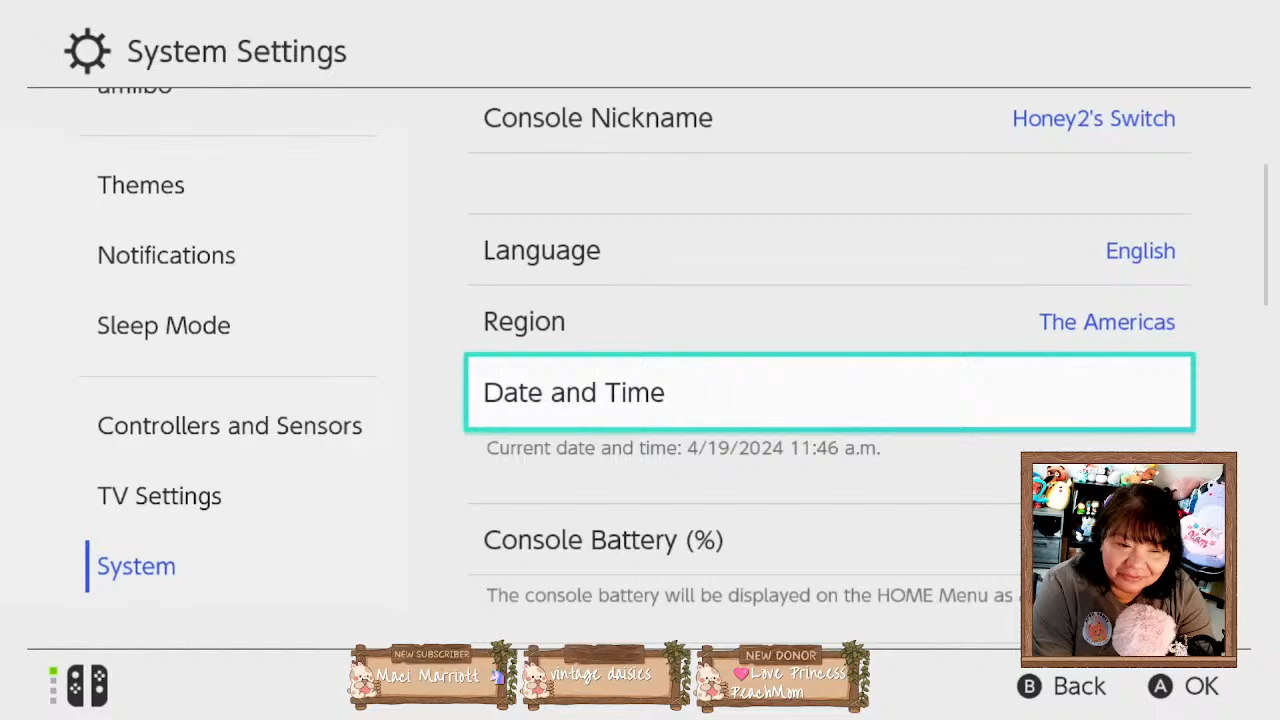 System Settings
amiibo
Themes
Notifications
Sleep Mode
Controllers and Sensors
TV Settings
System
Console Nickname
Honey2's Switch
Language
English
Region
The Americas
Date and Time
Current date and time: 4/19/2024 11:46 a.m.
Console Battery (%)
The console battery will be displayed on the HOME Menu as
NEW SUBSCRIBER
Maci Marriott
vintage daisies
NEW DONOR
Love Princess
PeachMom
B Back
A OK